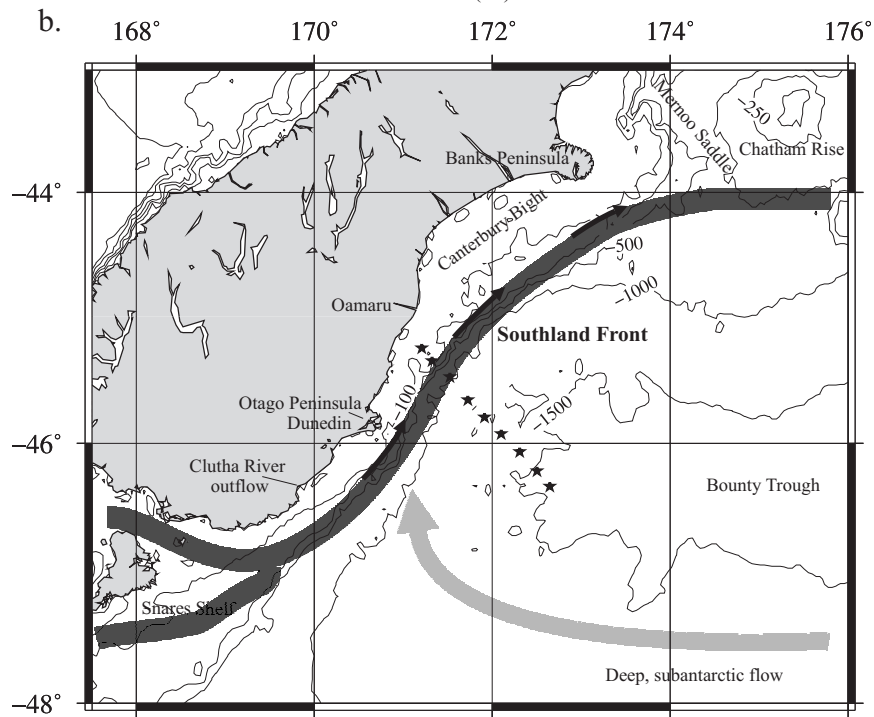 b.
168° 170° 172° 174° 176°
Mernoo Saddle
-250
Chatham Rise
Banks Peninsula
-44°
Canterbury Bight
500
-1000
Oamaru
Southland Front
-100
-1500
Otago Peninsula
Dunedin
-46°
Clutha River
outflow
Bounty Trough
Snares Shelf
Deep, subantarctic flow
-48°